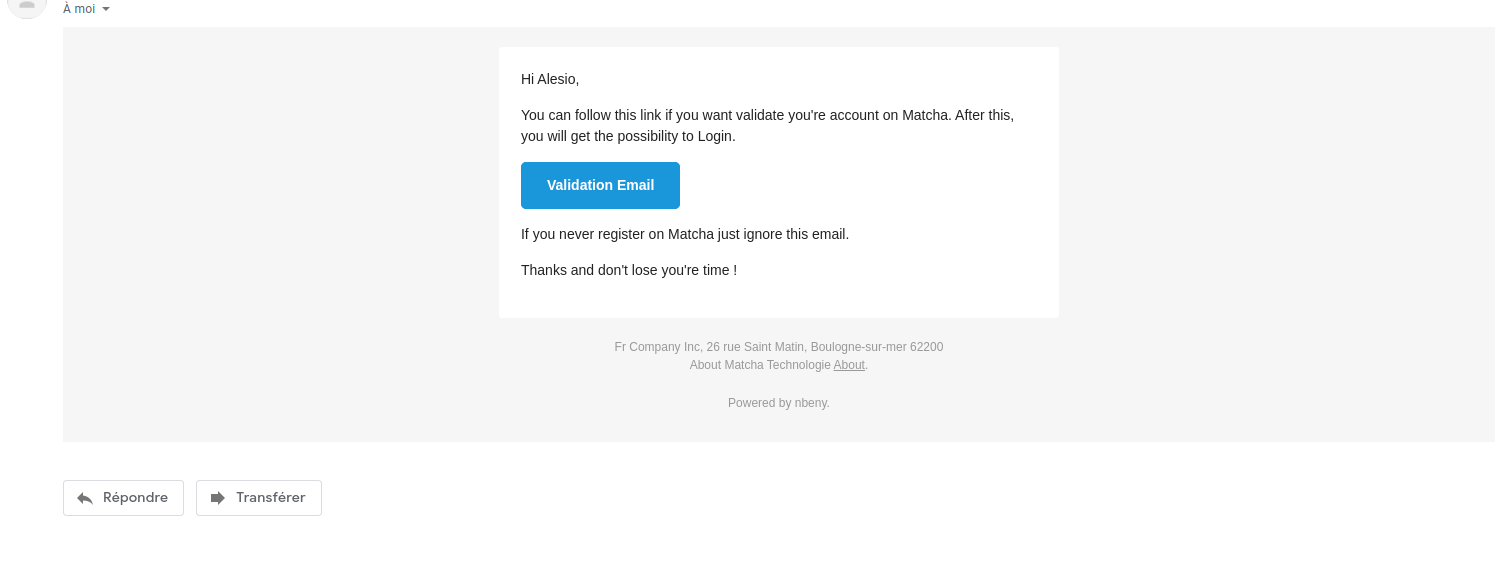 À moi
Hi Alesio,
You can follow this link if you want validate you're account on Matcha. After this,
you will get the possibility to Login.
Validation Email
If you never register on Matcha just ignore this email.
Thanks and don't lose you're time !
Fr Company Inc, 26 rue Saint Matin, Boulogne-sur-mer 62200
About Matcha Technologie About.
Powered by nbeny.
Répondre
Transférer